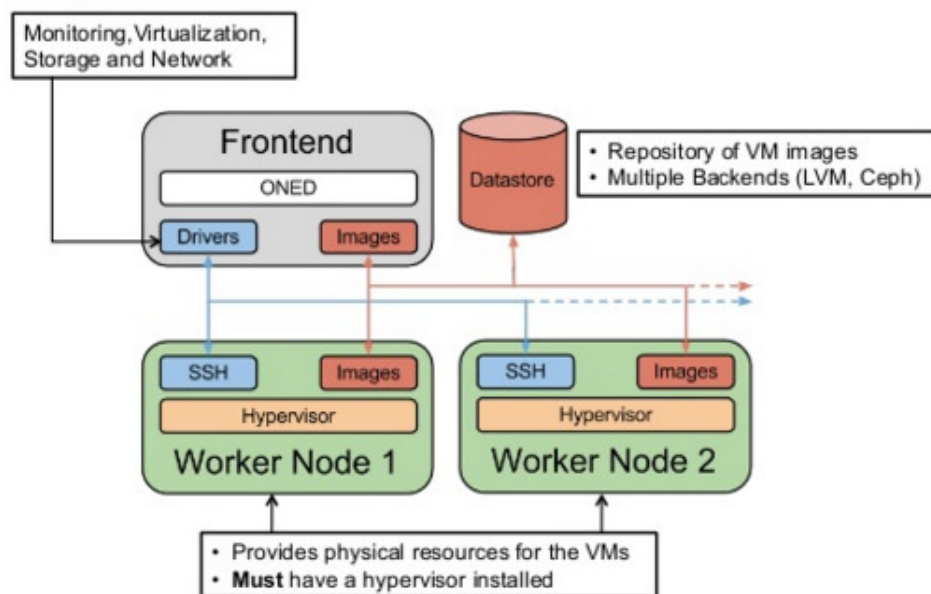 Monitoring,Virtualization,
Storage and Network
Frontend
ONED
Drivers
Images
Datastore
• Repository of VM images
• Multiple Backends (LVM, Ceph)
SSH
Images
Hypervisor
Worker Node 1
SSH
Images
Hypervisor
Worker Node 2
• Provides physical resources for the VMs
• Must have a hypervisor installed